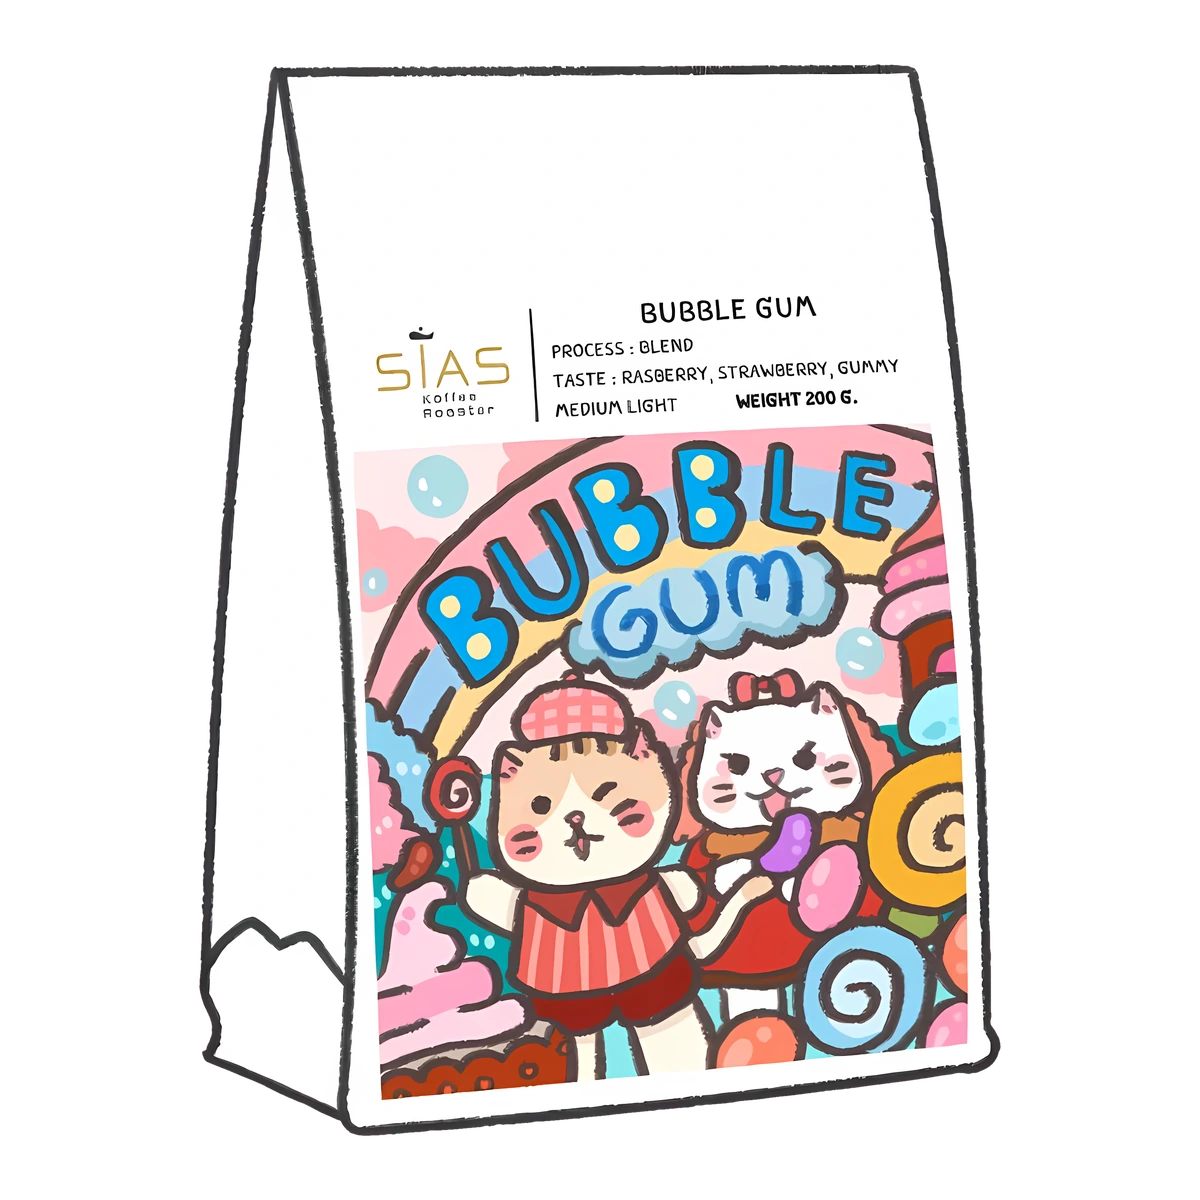 BUBBLE GUM
SIAS
Koffee
Roaster
PROCESS : BLEND
TASTE : RASBERRY, STRAWBERRY, GUMMY
MEDIUM LIGHT WEIGHT 200 G.
BUBBLE
GUM